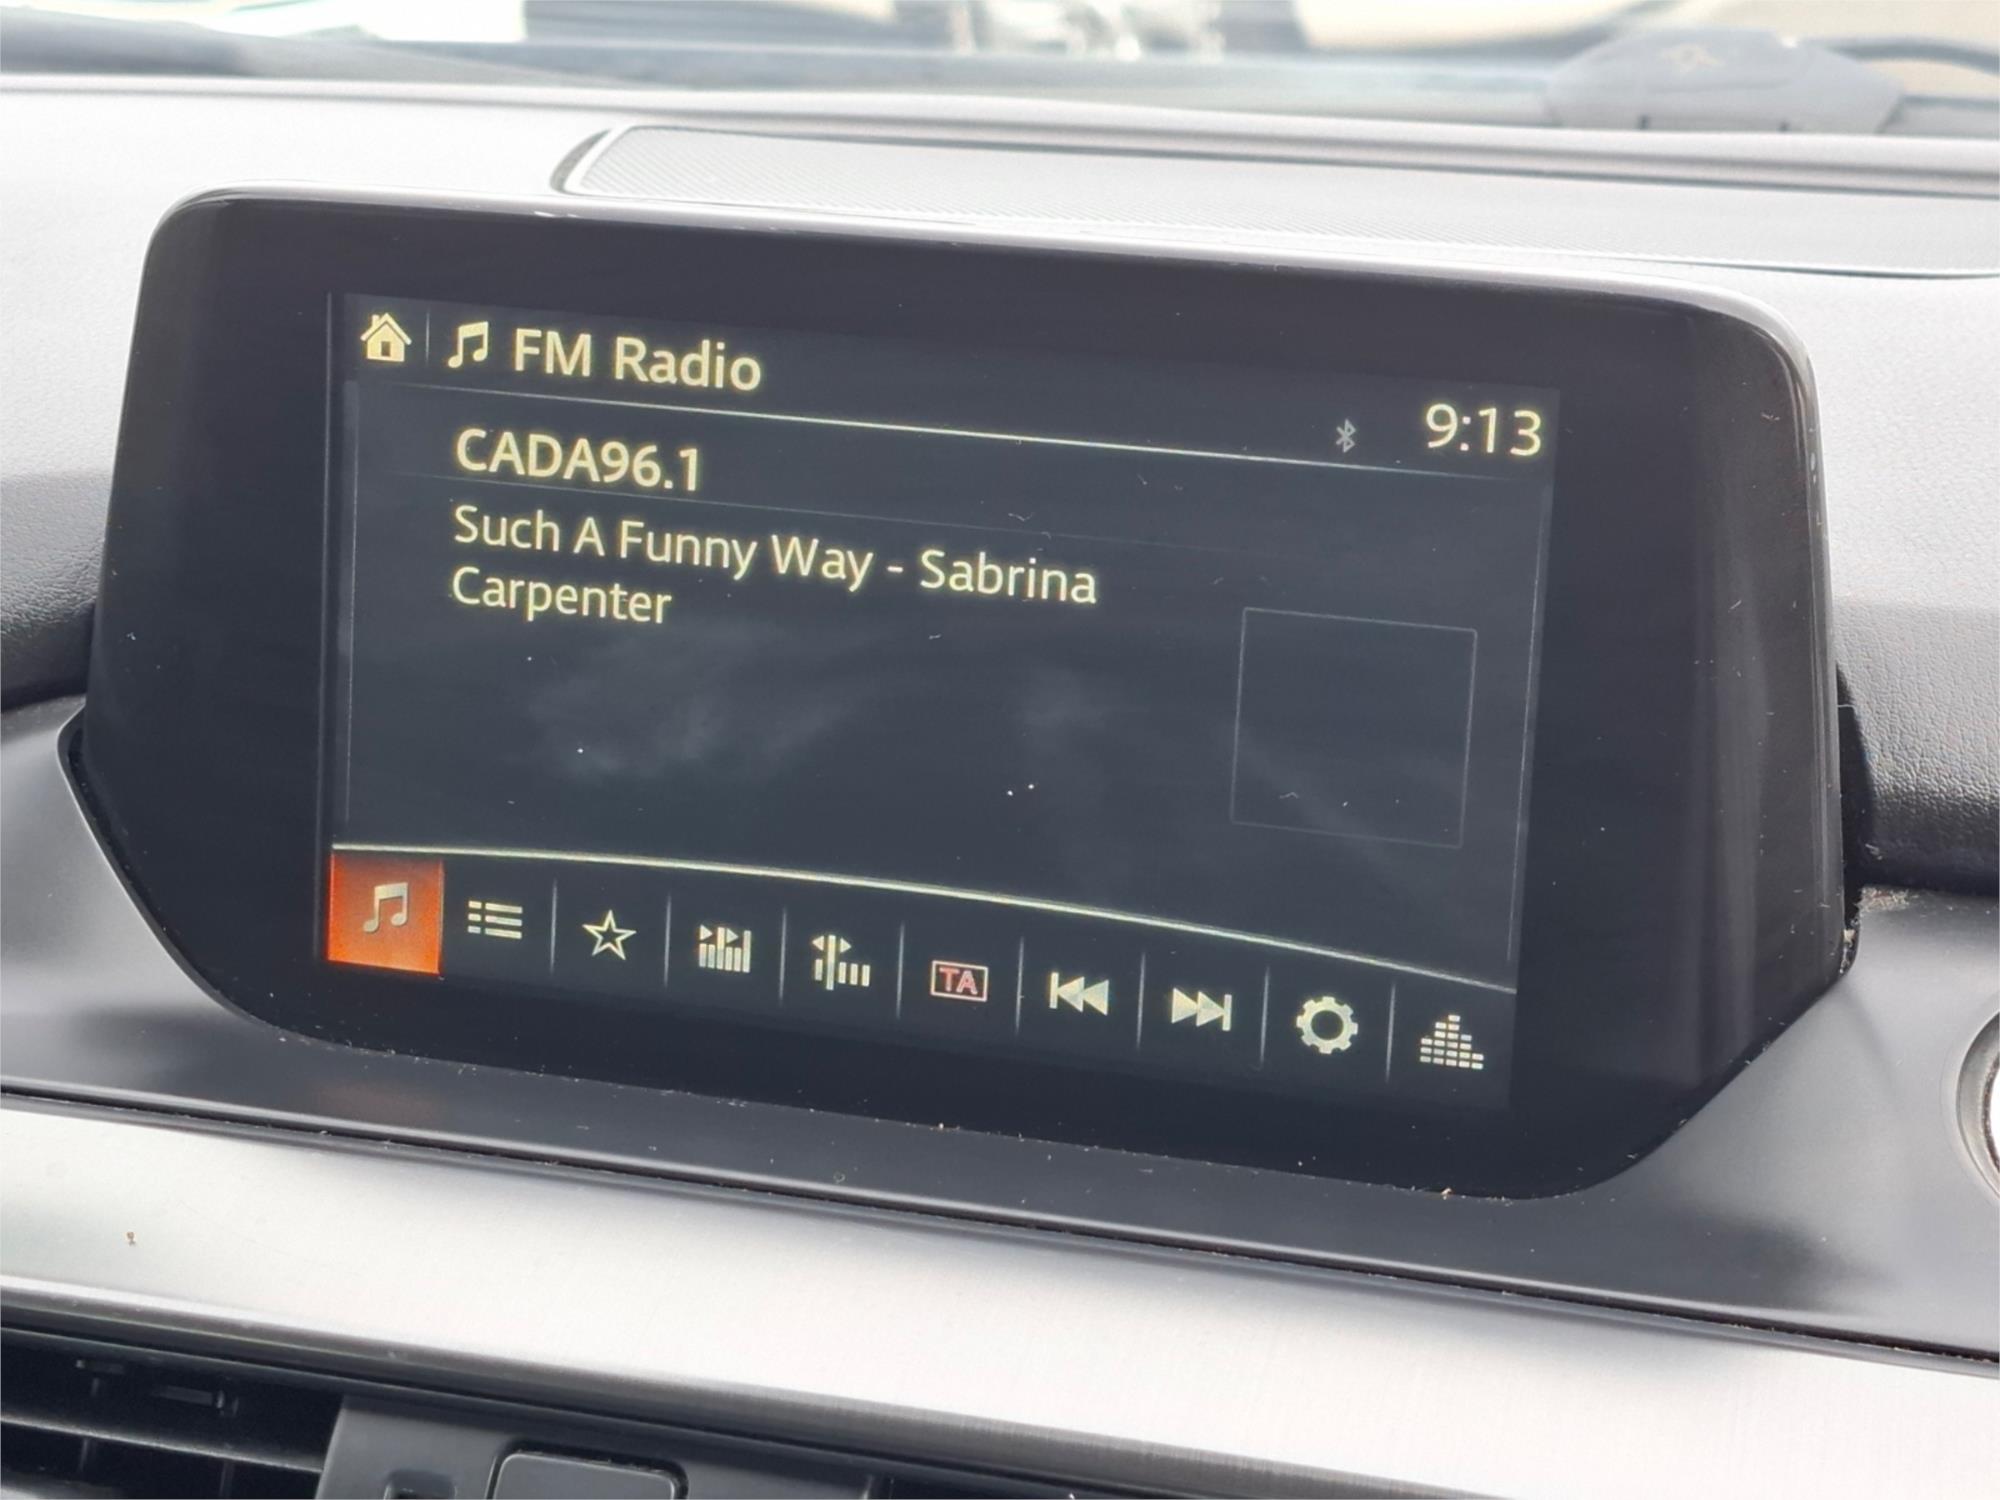 FM Radio
9:13
CADA96.1
Such A Funny Way - Sabrina
Carpenter
TA